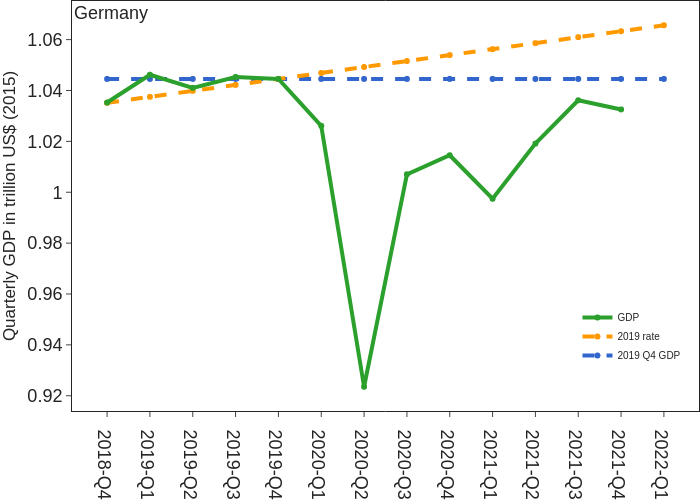 Germany
Quarterly GDP in trillion US$ (2015)
1.06
1.04
1.02
1
0.98
0.96
0.94
0.92
GDP
2019 rate
2019 Q4 GDP
2018-Q4
2019-Q1
2019-Q2
2019-Q3
2019-Q4
2020-Q1
2020-Q2
2020-Q3
2020-Q4
2021-Q1
2021-Q2
2021-Q3
2021-Q4
2022-Q1